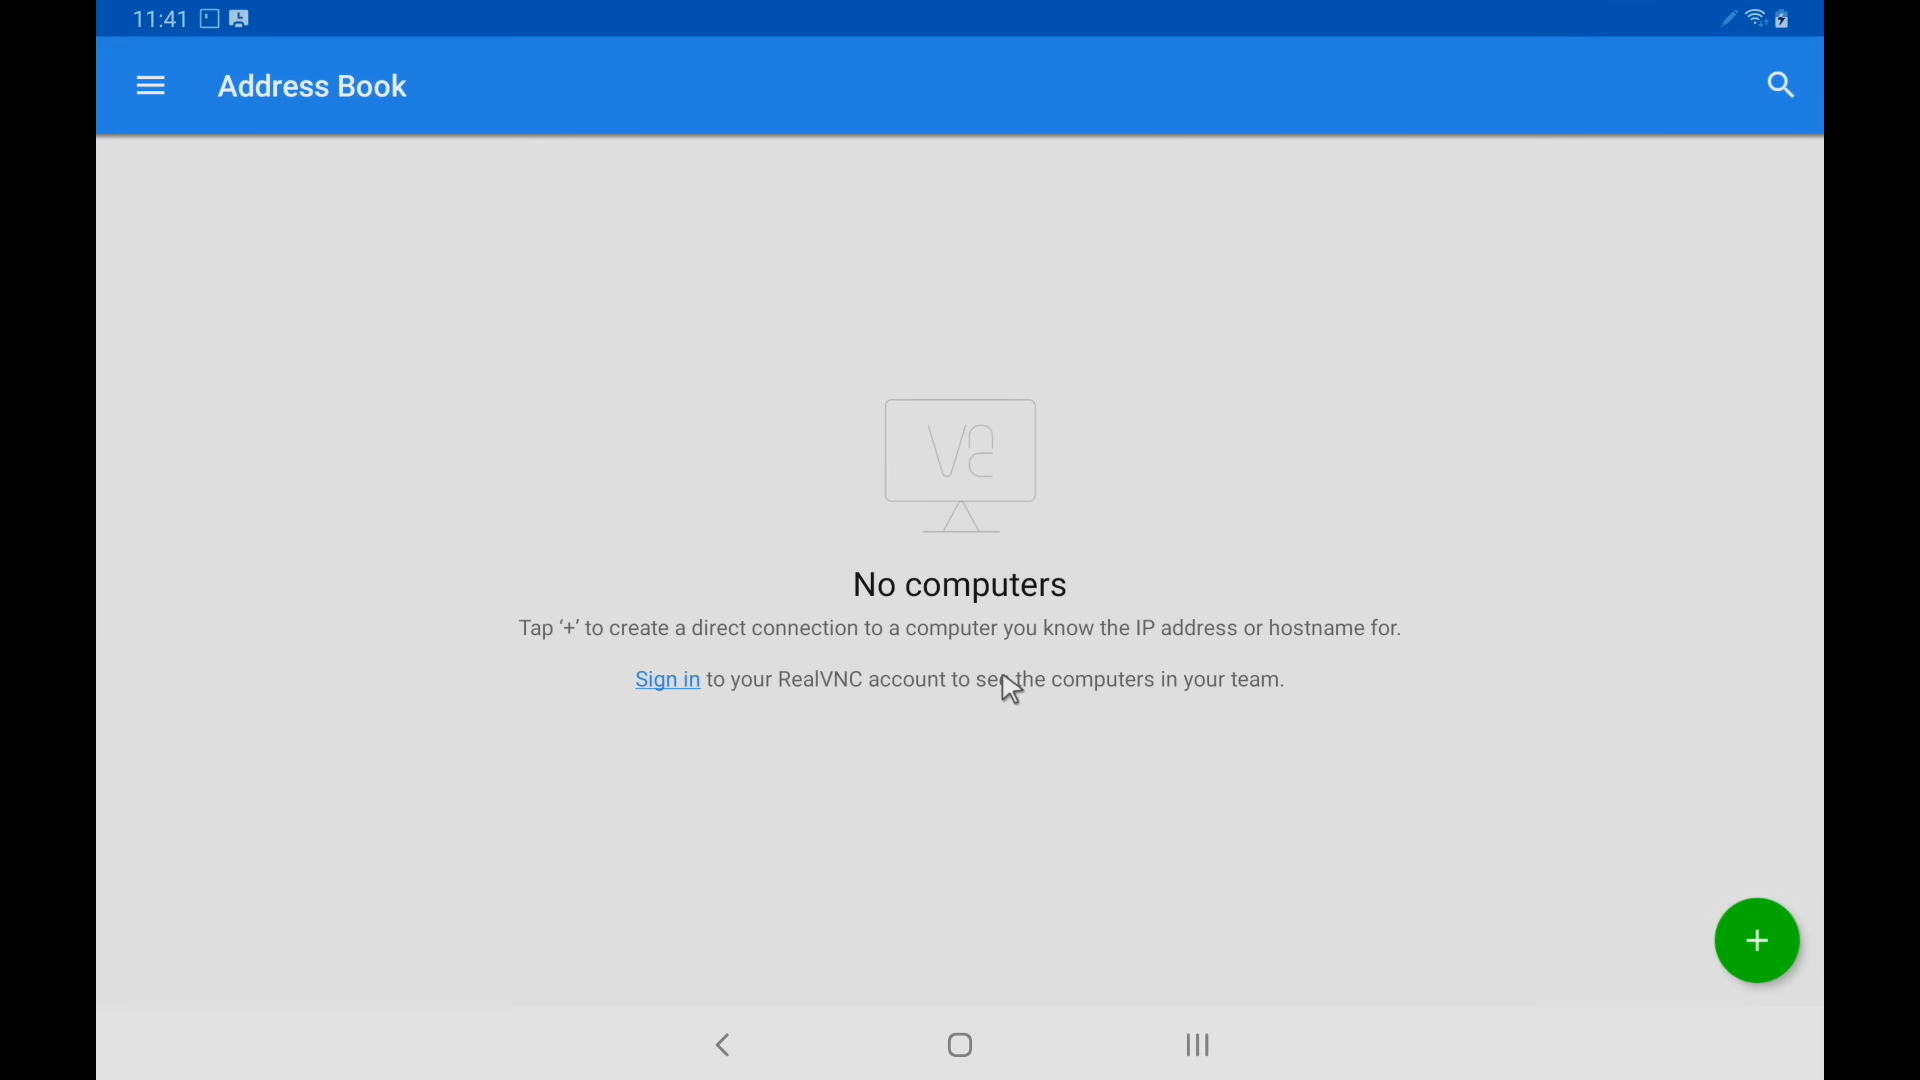 11:41
Address Book
No computers
Tap ‘+’ to create a direct connection to a computer you know the IP address or hostname for.
Sign in to your RealVNC account to see the computers in your team.